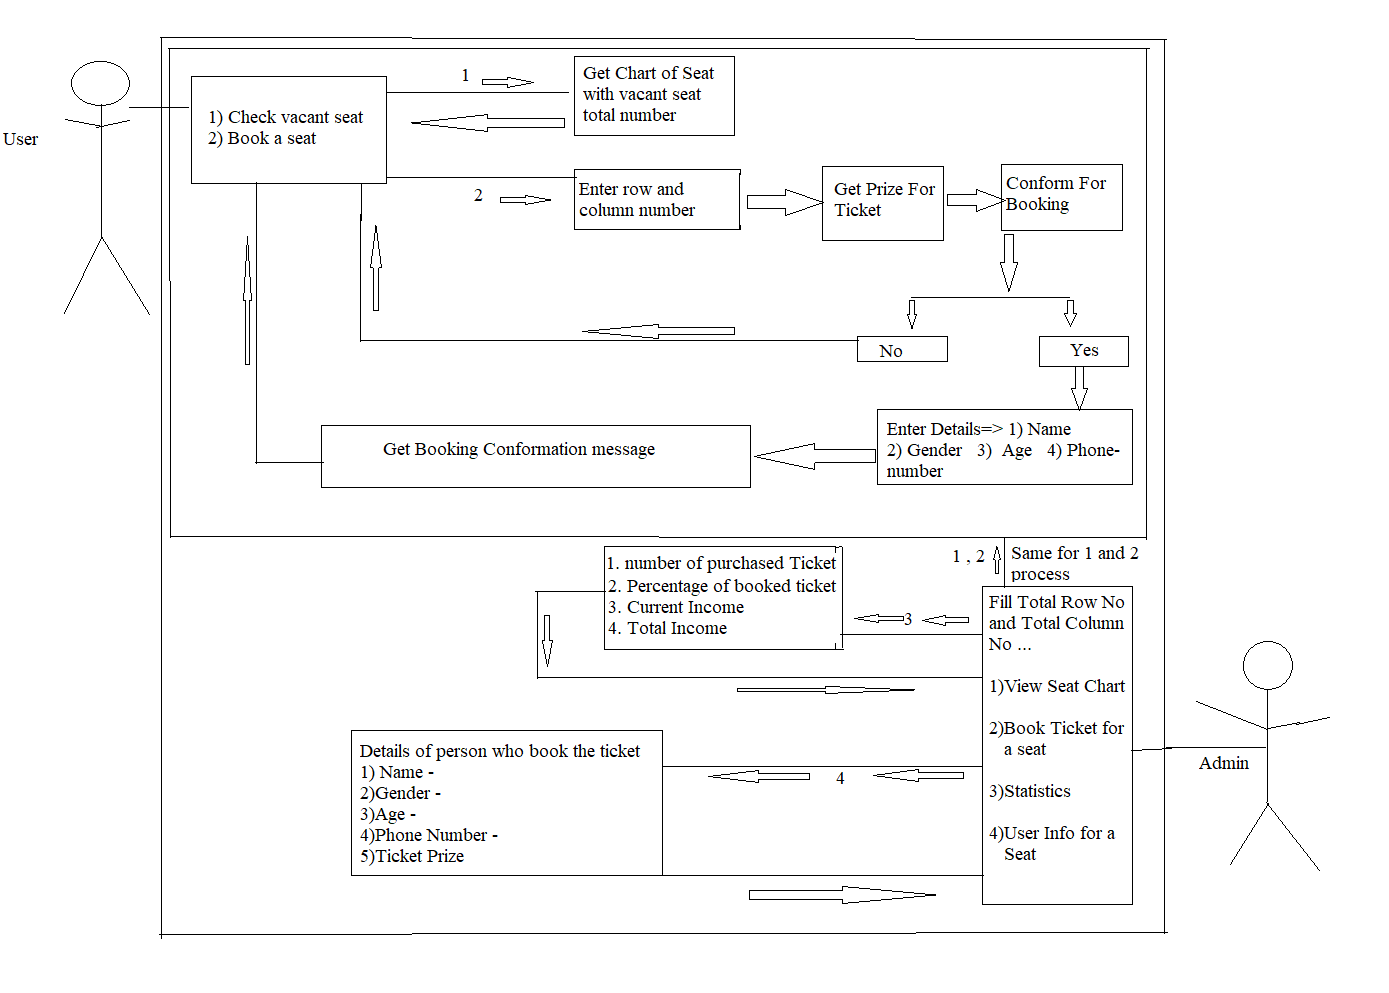 User
1) Check vacant seat
2) Book a seat
1
Get Chart of Seat
with vacant seat
total number
2
Enter row and
column number
Get Prize For
Ticket
Conform For
Booking
No
Yes
Enter Details=> 1) Name
2) Gender 3) Age 4) Phone-
number
Get Booking Conformation message
1 , 2
Same for 1 and 2
process
1. number of purchased Ticket
2. Percentage of booked ticket
3. Current Income
4. Total Income
3
Fill Total Row No
and Total Column
No ...
1)View Seat Chart
2)Book Ticket for
a seat
3)Statistics
4)User Info for a
Seat
Admin
Details of person who book the ticket
1) Name -
2)Gender -
3)Age -
4)Phone Number -
5)Ticket Prize
4